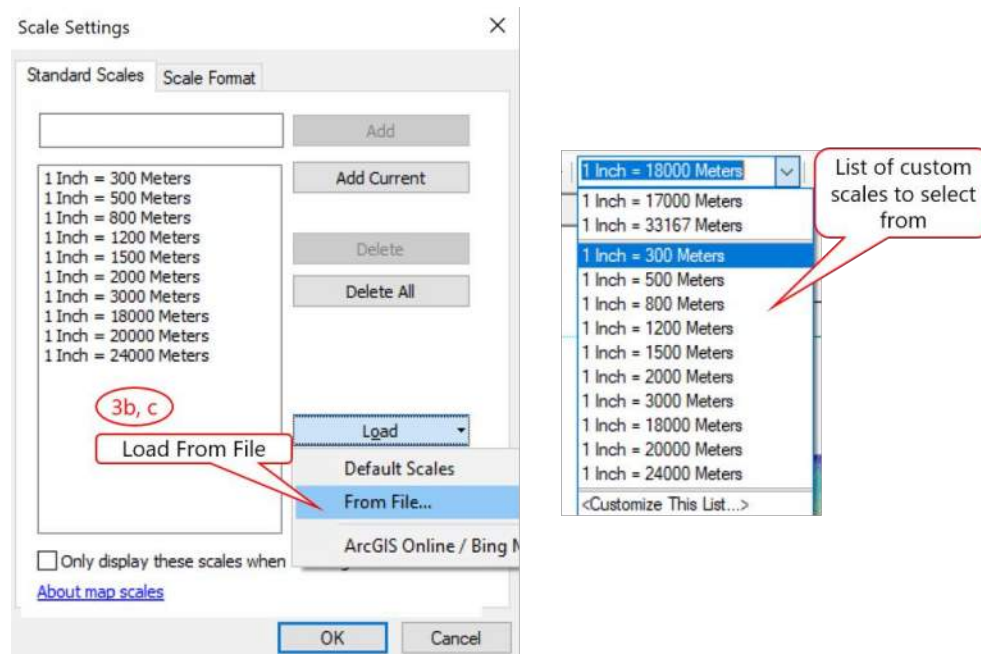 Scale Settings
Standard Scales
Scale Format
Add
1 Inch = 300 Meters
1 Inch = 500 Meters
1 Inch = 800 Meters
1 Inch = 1200 Meters
1 Inch = 1500 Meters
1 Inch = 2000 Meters
1 Inch = 3000 Meters
1 Inch = 18000 Meters
1 Inch = 20000 Meters
1 Inch = 24000 Meters
Add Current
Delete
Delete All
3b, c
Load From File
Load
Default Scales
From File...
ArcGIS Online / Bing
Only display these scales when
About map scales
OK
Cancel
1 Inch = 18000 Meters
1 Inch = 17000 Meters
1 Inch = 33167 Meters
1 Inch = 300 Meters
1 Inch = 500 Meters
1 Inch = 800 Meters
1 Inch = 1200 Meters
1 Inch = 1500 Meters
1 Inch = 2000 Meters
1 Inch = 3000 Meters
1 Inch = 18000 Meters
1 Inch = 20000 Meters
1 Inch = 24000 Meters
<Customize This List...>
List of custom
scales to select
from